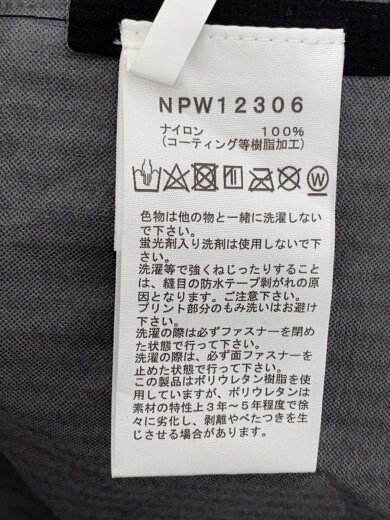 NPW12306
ナイロン 100%
(コーティング等樹脂加工)
色物は他の物と一緒に洗濯しない
で下さい。
蛍光剤入り洗剤は使用しないで下
さい。
洗濯等で強くねじったりすること
は、縫目の防水テープ剥がれの原
因となります。ご注意下さい。
プリント部分のもみ洗いはお避け
下さい。
洗濯の際は必ずファスナーを閉め
た状態で行って下さい。
洗濯の際は、必ず面ファスナーを
止めた状態で行って下さい。
この製品はポリウレタン樹脂を使
用していますが、ポリウレタンは
素材の特性上3年～5年程度で徐
々に劣化し、剥離やべたつきを生
じさせる場合があります。